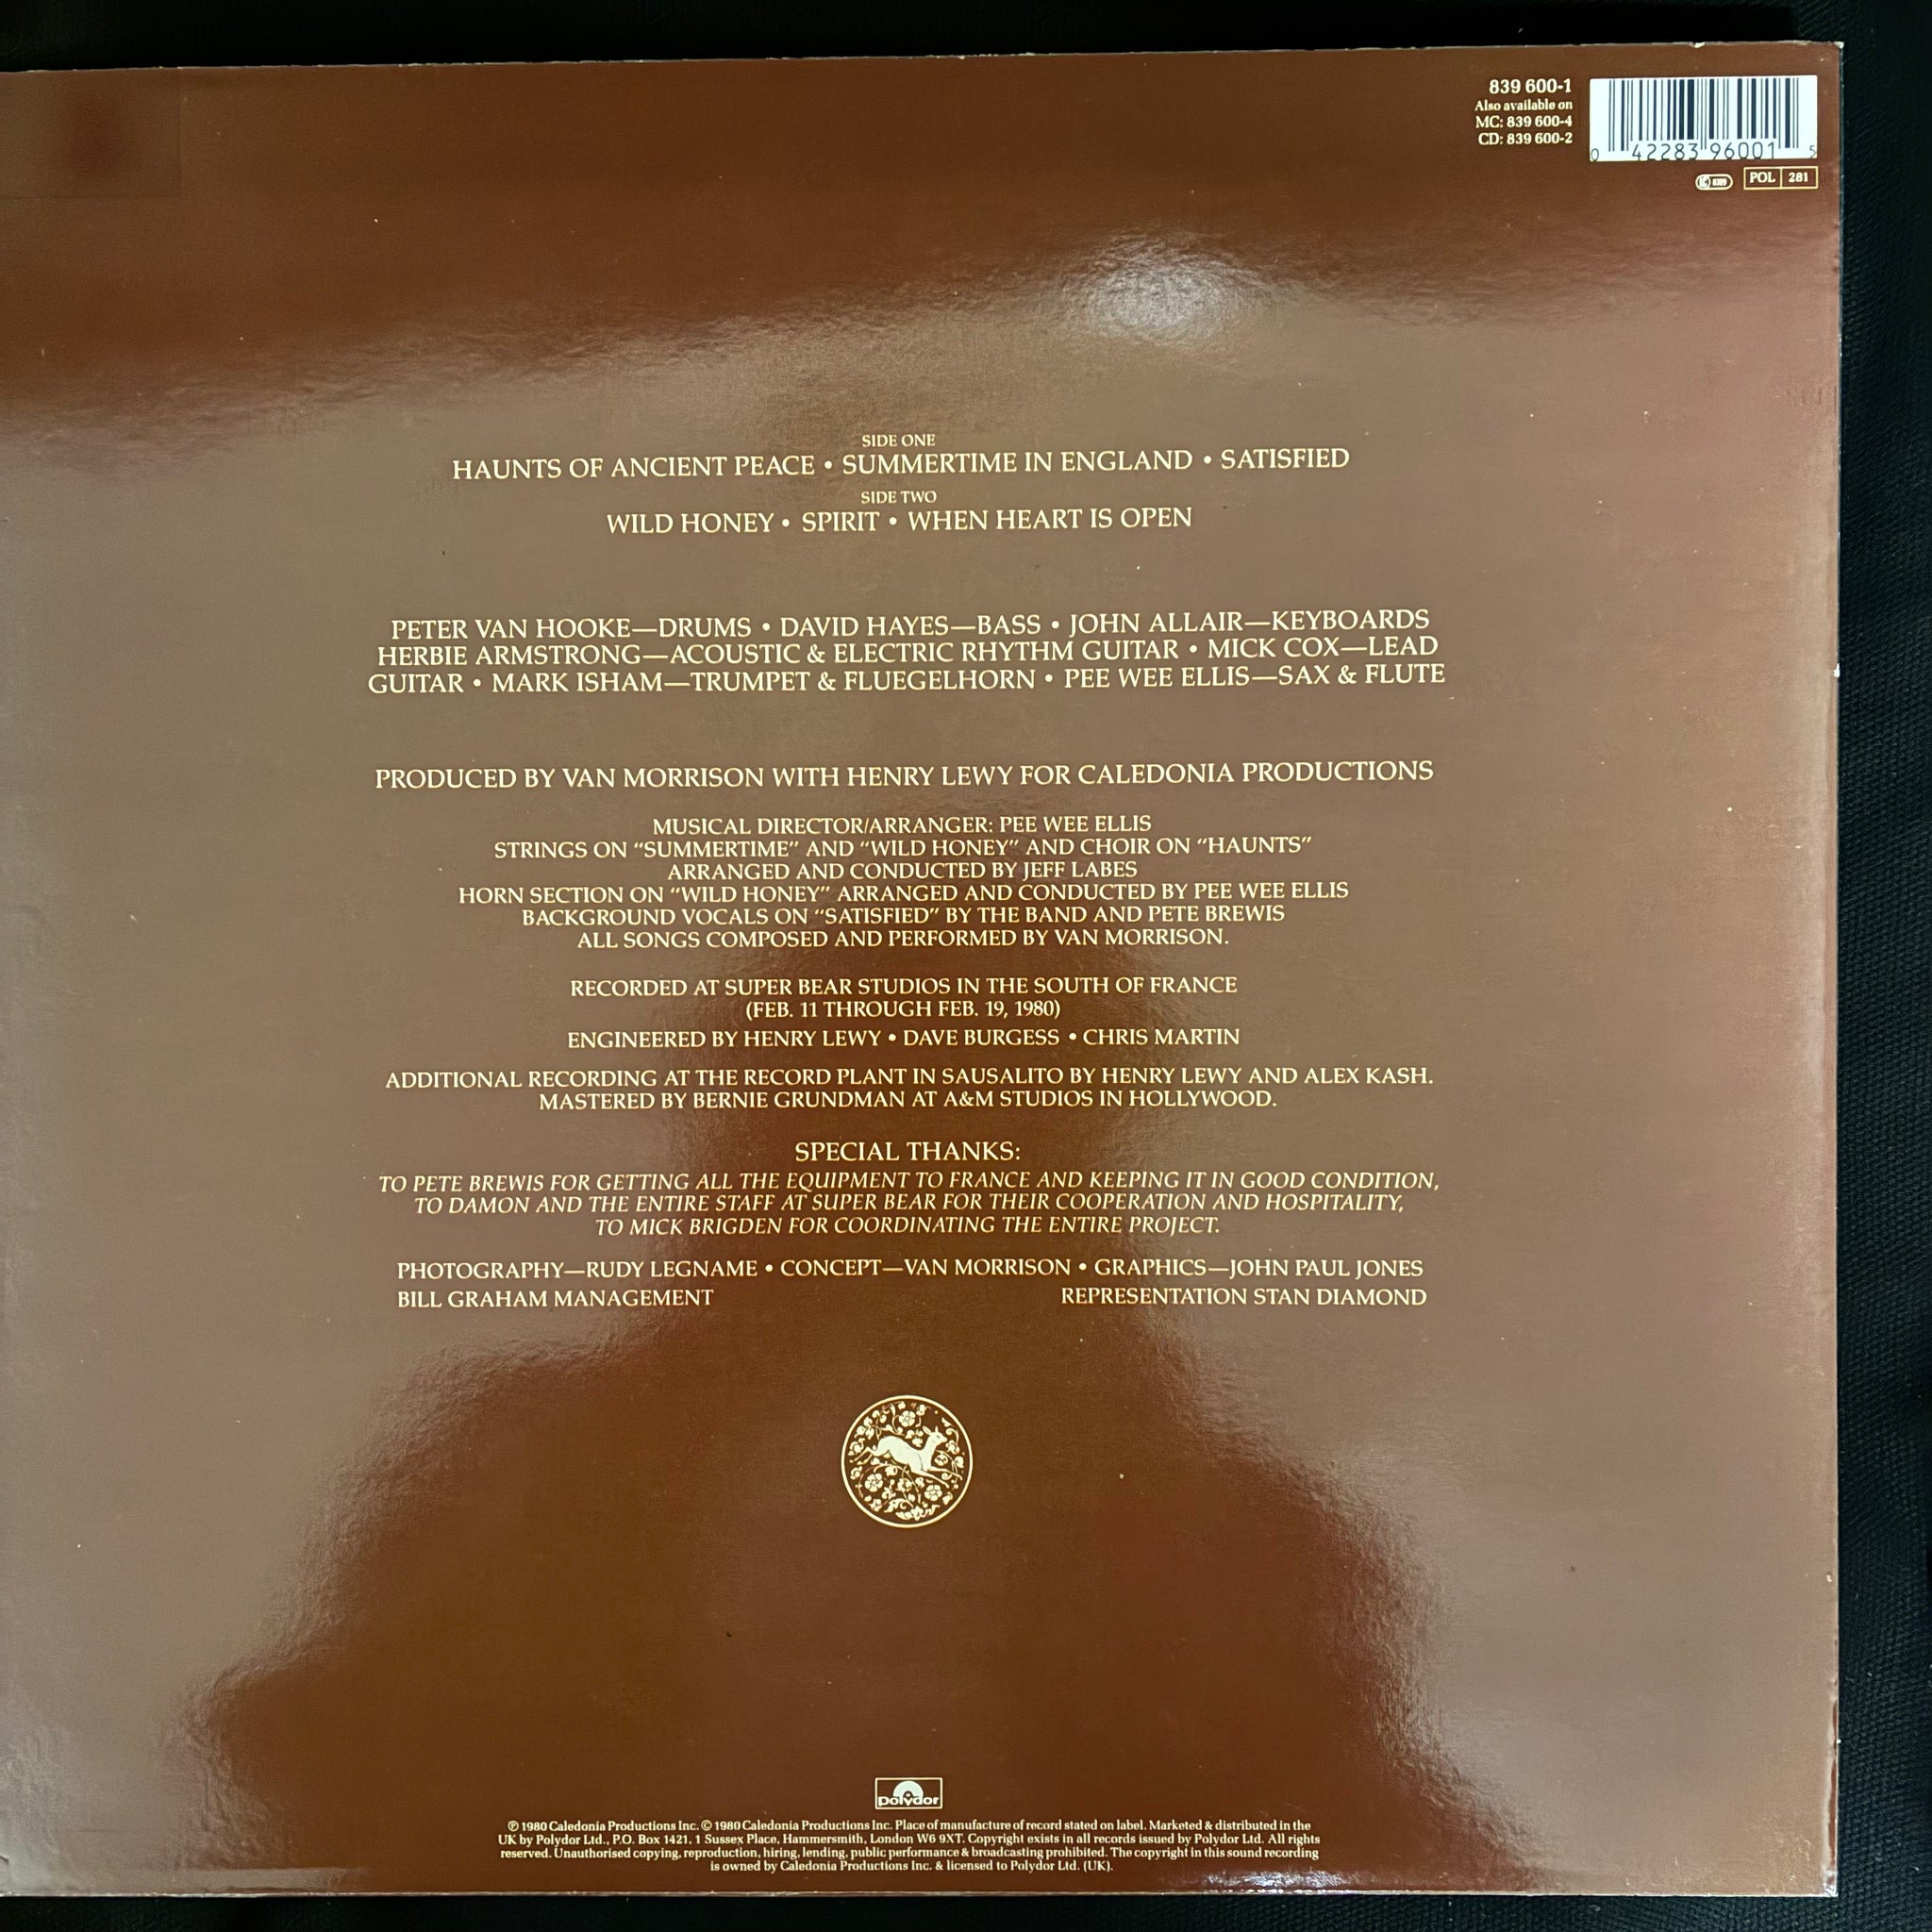 839 600-1
Also available on
MC: 839 600-4
CD: 839 600-2
0 42283 96001 5
POL 281
SIDE ONE
HAUNTS OF ANCIENT PEACE • SUMMERTIME IN ENGLAND • SATISFIED
SIDE TWO
WILD HONEY • SPIRIT • WHEN HEART IS OPEN
PETER VAN HOOKE—DRUMS • DAVID HAYES—BASS • JOHN ALLAIR—KEYBOARDS
HERBIE ARMSTRONG—ACOUSTIC & ELECTRIC RHYTHM GUITAR • MICK COX—LEAD
GUITAR • MARK ISHAM—TRUMPET & FLUEGELHORN • PEE WEE ELLIS—SAX & FLUTE
PRODUCED BY VAN MORRISON WITH HENRY LEWY FOR CALEDONIA PRODUCTIONS
MUSICAL DIRECTOR/ARRANGER: PEE WEE ELLIS
STRINGS ON “SUMMERTIME” AND “WILD HONEY” AND CHOIR ON “HAUNTS”
ARRANGED AND CONDUCTED BY JEFF LABES
HORN SECTION ON “WILD HONEY” ARRANGED AND CONDUCTED BY PEE WEE ELLIS
BACKGROUND VOCALS ON “SATISFIED” BY THE BAND AND PETE BREWIS
ALL SONGS COMPOSED AND PERFORMED BY VAN MORRISON.
RECORDED AT SUPER BEAR STUDIOS IN THE SOUTH OF FRANCE
(FEB. 11 THROUGH FEB. 19, 1980)
ENGINEERED BY HENRY LEWY • DAVE BURGESS • CHRIS MARTIN
ADDITIONAL RECORDING AT THE RECORD PLANT IN SAUSALITO BY HENRY LEWY AND ALEX KASH.
MASTERED BY BERNIE GRUNDMAN AT A&M STUDIOS IN HOLLYWOOD.
SPECIAL THANKS:
TO PETE BREWIS FOR GETTING ALL THE EQUIPMENT TO FRANCE AND KEEPING IT IN GOOD CONDITION,
TO DAMON AND THE ENTIRE STAFF AT SUPER BEAR FOR THEIR COOPERATION AND HOSPITALITY,
TO MICK BRIGDEN FOR COORDINATING THE ENTIRE PROJECT.
PHOTOGRAPHY—RUDY LEGNAME • CONCEPT—VAN MORRISON • GRAPHICS—JOHN PAUL JONES
BILL GRAHAM MANAGEMENT REPRESENTATION STAN DIAMOND
polydor
℗ 1980 Caledonia Productions Inc. © 1980 Caledonia Productions Inc. Place of manufacture of record stated on label. Marketed & distributed in the
UK by Polydor Ltd., P.O. Box 1421, 1 Sussex Place, Hammersmith, London W6 9XT. Copyright exists in all records issued by Polydor Ltd. All rights
reserved. Unauthorised copying, reproduction, hiring, lending, public performance & broadcasting prohibited. The copyright in this sound recording
is owned by Caledonia Productions Inc. & licensed to Polydor Ltd. (UK).